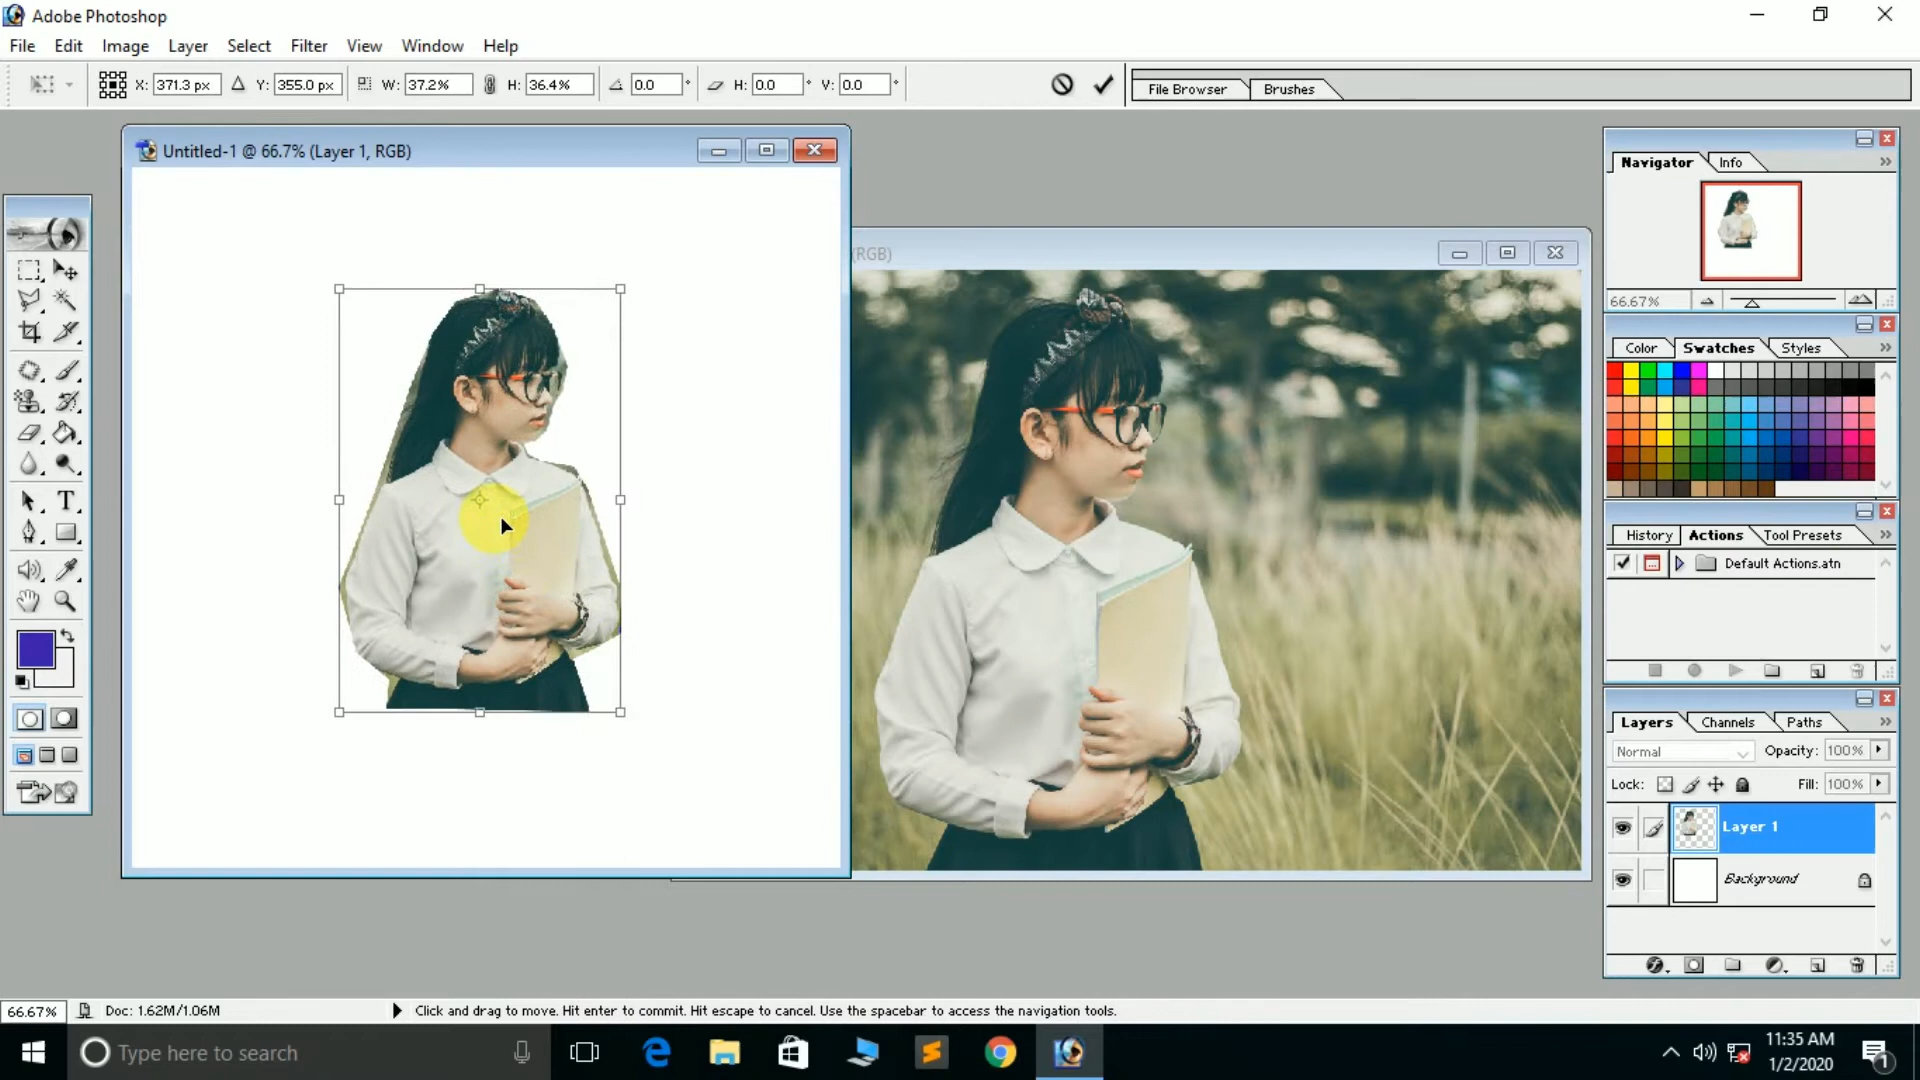 Adobe Photoshop
File Edit Image Layer Select Filter View Window Help
X: 371.3 px Y: 355.0 px W: 37.2% H: 36.4% 0.0 ° H: 0.0 ° V: 0.0 ° File Browser Brushes
Untitled-1 @ 66.7% (Layer 1, RGB)
Navigator Info
(RGB)
66.67%
Color Swatches Styles
History Actions Tool Presets
Default Actions.atn
T
Layers Channels Paths
Normal Opacity: 100%
Lock: Fill: 100%
Layer 1
Background
66.67% Doc: 1.62M/1.06M Click and drag to move. Hit enter to commit. Hit escape to cancel. Use the spacebar to access the navigation tools.
Type here to search
11:35 AM
1/2/2020
1